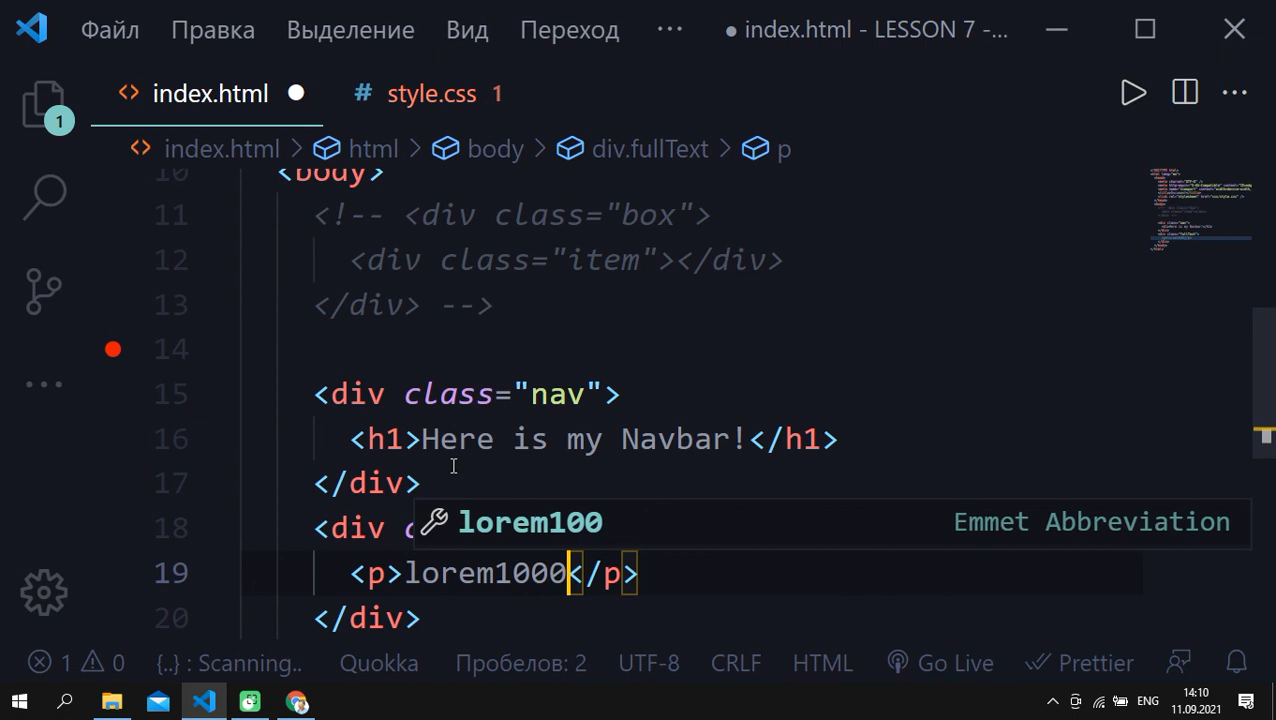 Файл Правка Выделение Вид Переход ··· ● index.html - LESSON 7 -...
<> index.html ● # style.css 1
1
<> index.html > html > body > div.fullText > p
10 <body>
11 <!-- <div class="box">
12 <div class="item"></div>
13 </div> -->
14
15 <div class="nav">
16 <h1>Here is my Navbar!</h1>
17 </div>
lorem100 Emmet Abbreviation
18 <div c
19 <p>lorem1000</p>
20 </div>
1 0 {..} : Scanning.. Quokka Пробелов: 2 UTF-8 CRLF HTML Go Live Prettier
ENG 14:10
11.09.2021